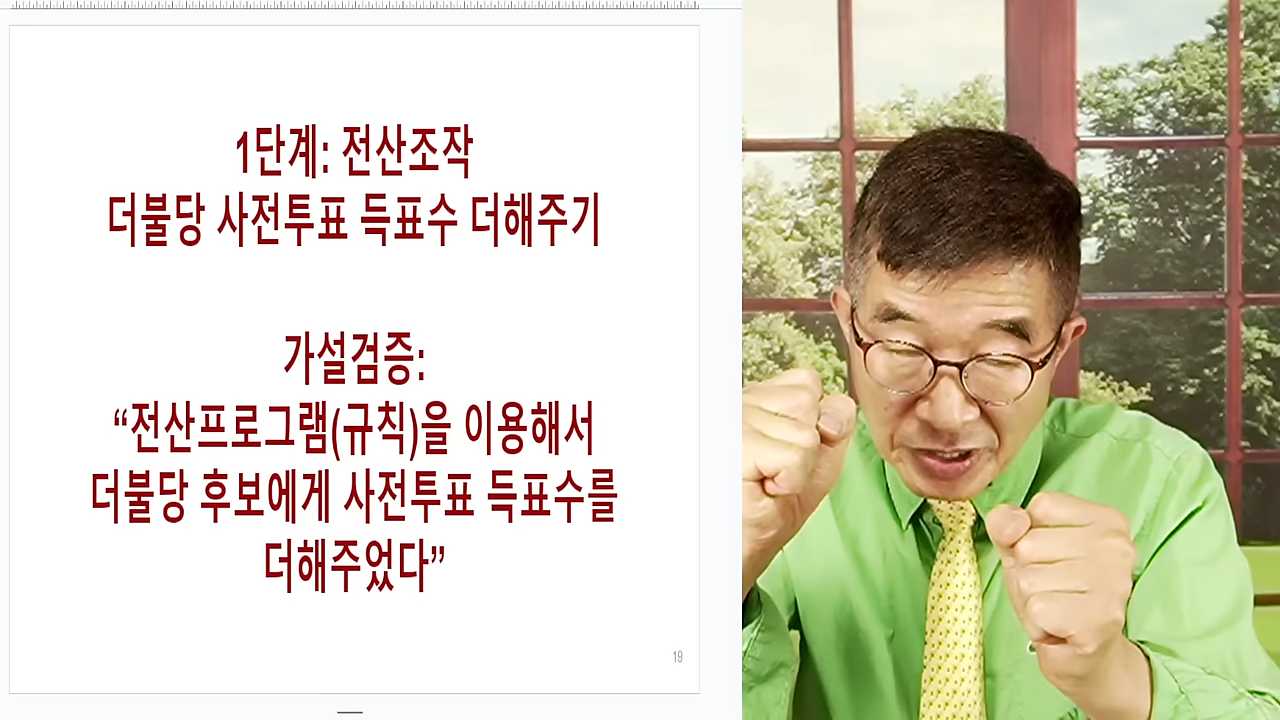 1단계: 전산조작
더불당 사전투표 득표수 더해주기
가설검증:
“전산프로그램(규칙)을 이용해서
더불당 후보에게 사전투표 득표수를
더해주었다”
19